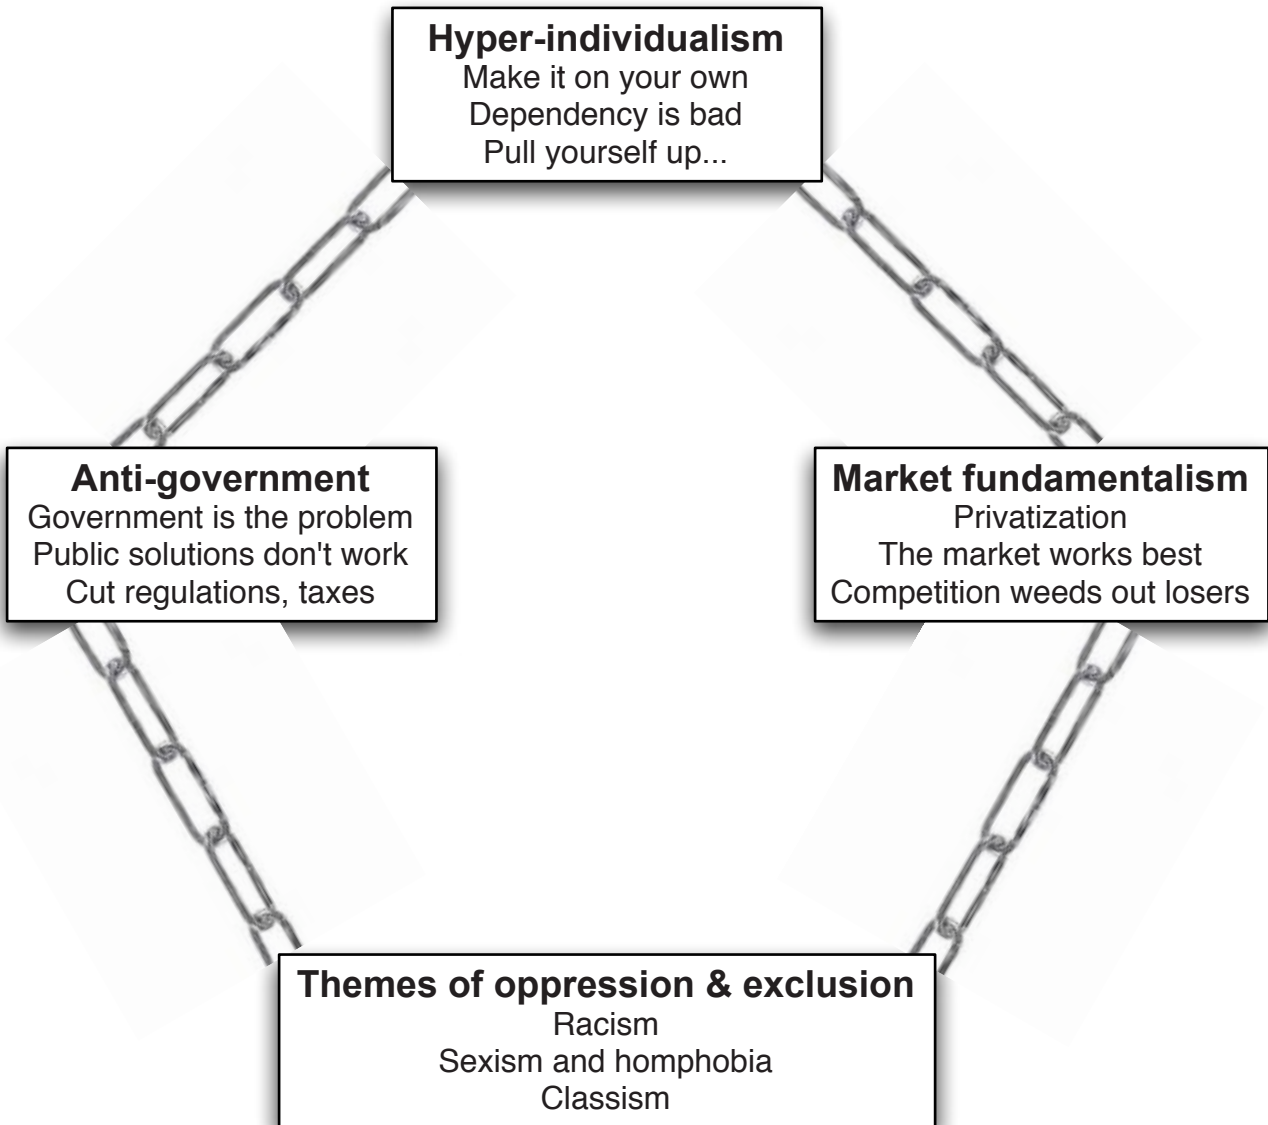 Hyper-individualism
Make it on your own
Dependency is bad
Pull yourself up...
Anti-government
Government is the problem
Public solutions don't work
Cut regulations, taxes
Market fundamentalism
Privatization
The market works best
Competition weeds out losers
Themes of oppression & exclusion
Racism
Sexism and homphobia
Classism